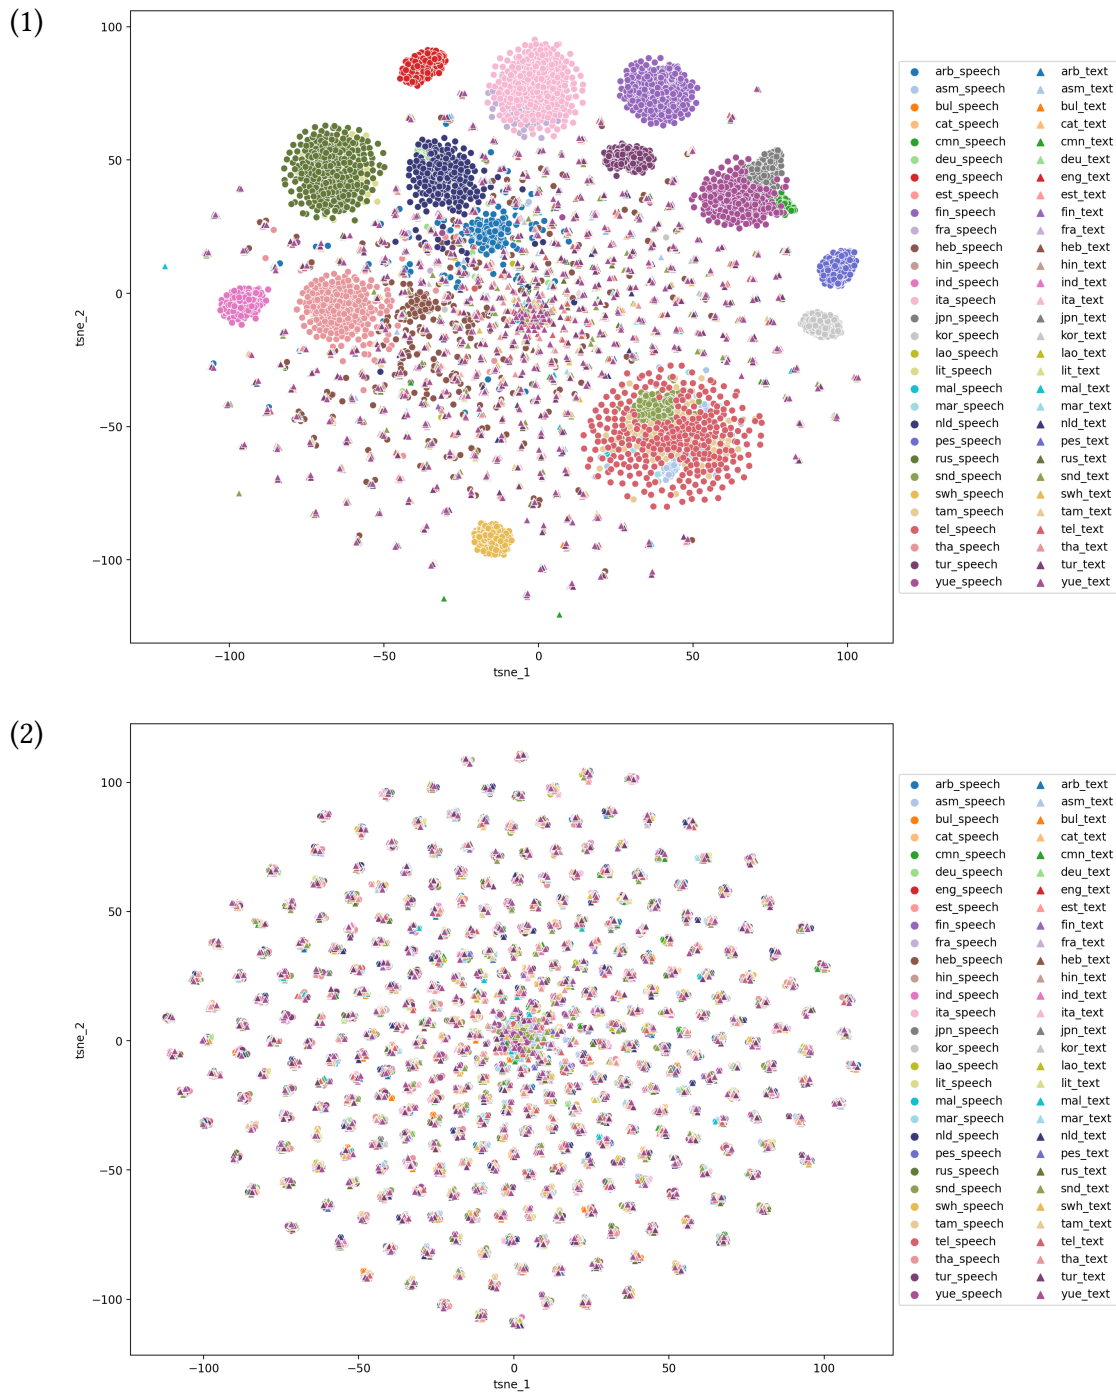 (1)
100
50
0
−50
−100
tsne_2
−100
−50
0
50
100
tsne_1
arb_speech arb_text
asm_speech asm_text
bul_speech bul_text
cat_speech cat_text
cmn_speech cmn_text
deu_speech deu_text
eng_speech eng_text
est_speech est_text
fin_speech fin_text
fra_speech fra_text
heb_speech heb_text
hin_speech hin_text
ind_speech ind_text
ita_speech ita_text
jpn_speech jpn_text
kor_speech kor_text
lao_speech lao_text
lit_speech lit_text
mal_speech mal_text
mar_speech mar_text
nld_speech nld_text
pes_speech pes_text
rus_speech rus_text
snd_speech snd_text
swh_speech swh_text
tam_speech tam_text
tel_speech tel_text
tha_speech tha_text
tur_speech tur_text
yue_speech yue_text
(2)
100
50
0
−50
−100
tsne_2
−100
−50
0
50
100
tsne_1
arb_speech arb_text
asm_speech asm_text
bul_speech bul_text
cat_speech cat_text
cmn_speech cmn_text
deu_speech deu_text
eng_speech eng_text
est_speech est_text
fin_speech fin_text
fra_speech fra_text
heb_speech heb_text
hin_speech hin_text
ind_speech ind_text
ita_speech ita_text
jpn_speech jpn_text
kor_speech kor_text
lao_speech lao_text
lit_speech lit_text
mal_speech mal_text
mar_speech mar_text
nld_speech nld_text
pes_speech pes_text
rus_speech rus_text
snd_speech snd_text
swh_speech swh_text
tam_speech tam_text
tel_speech tel_text
tha_speech tha_text
tur_speech tur_text
yue_speech yue_text